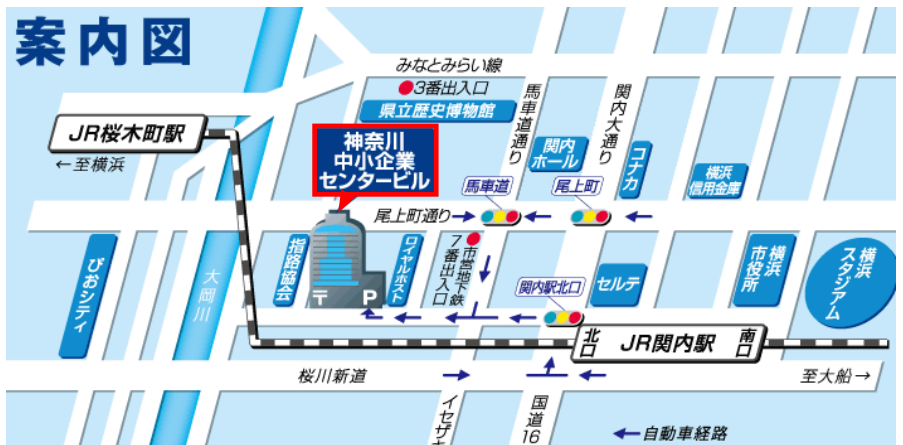 案内図
みなとみらい線
3番出入口
県立歴史博物館
馬車道通り
関内大通り
JR桜木町駅
←至横浜
神奈川
中小企業
センタービル
関内
ホール
コナカ
横浜
信用金庫
馬車道
尾上町
尾上町通り
ぴおシティ
大岡川
指路協会
〒
P
ロイヤルホスト
市営地下鉄
7番出入口
関内駅北口
セルテ
横浜
市役所
横浜
スタジアム
北口
JR関内駅
南口
桜川新道
至大船→
イセザキ
国道16
←自動車経路